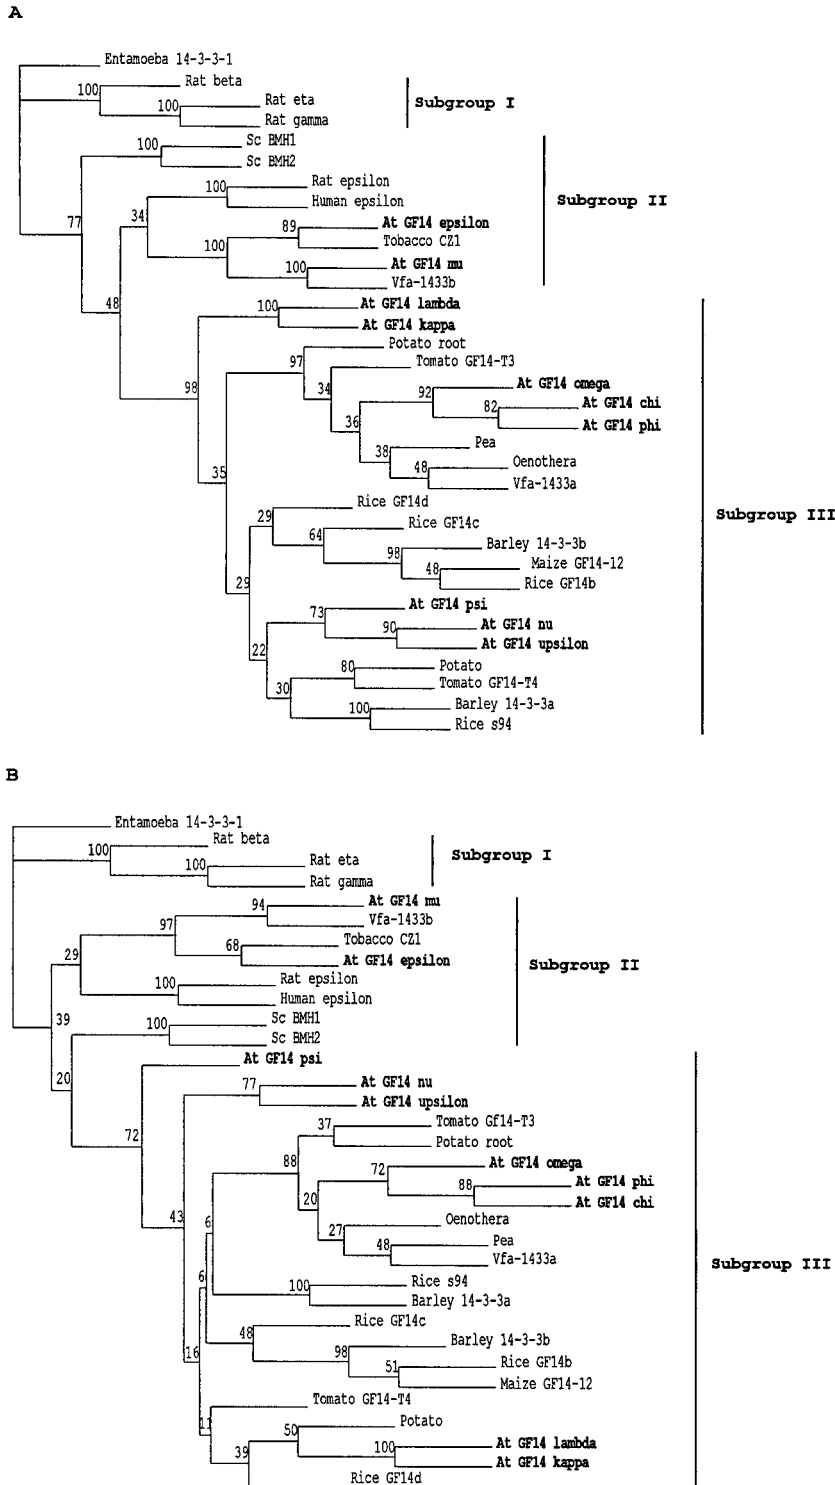 A
Entamoeba 14-3-3-1
Rat beta
100
Rat eta
100
Rat gamma
Subgroup I
Sc BMH1
100
Sc BMH2
Rat epsilon
100
Human epsilon
Subgroup II
34
77
At GF14 epsilon
89
Tobacco CZ1
100
At GF14 mu
100
Vfa-1433b
48
At GF14 lambda
100
At GF14 kappa
Potato root
97
Tomato GF14-T3
98
34
At GF14 omega
92
At GF14 chi
82
At GF14 phi
36
Pea
38
Oenothera
48
Vfa-1433a
35
Rice GF14d
29
Rice GF14c
Subgroup III
64
Barley 14-3-3b
98
Maize GF14-12
48
Rice GF14b
29
At GF14 psi
73
At GF14 nu
90
At GF14 upsilon
22
Potato
80
Tomato GF14-T4
30
Barley 14-3-3a
100
Rice s94
B
Entamoeba 14-3-3-1
Rat beta
100
Rat eta
100
Rat gamma
Subgroup I
At GF14 mu
94
Vfa-1433b
97
Tobacco CZ1
68
At GF14 epsilon
29
Subgroup II
Rat epsilon
100
Human epsilon
39
Sc BMH1
100
Sc BMH2
20
At GF14 psi
At GF14 nu
77
At GF14 upsilon
72
Tomato Gf14-T3
37
Potato root
88
At GF14 omega
72
At GF14 phi
88
At GF14 chi
20
43
6
Oenothera
27
Pea
48
Vfa-1433a
Subgroup III
6
Rice s94
100
Barley 14-3-3a
Rice GF14c
48
Barley 14-3-3b
98
Rice GF14b
51
Maize GF14-12
16
Tomato GF14-T4
11
Potato
50
At GF14 lambda
100
At GF14 kappa
39
Rice GF14d